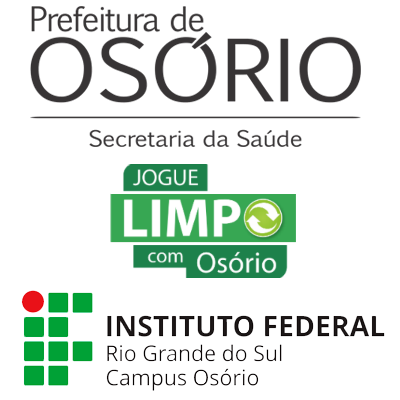 Prefeitura de
OSÓRIO
Secretaria da Saúde
JOGUE
LIMPO
com Osório
INSTITUTO FEDERAL
Rio Grande do Sul
Campus Osório